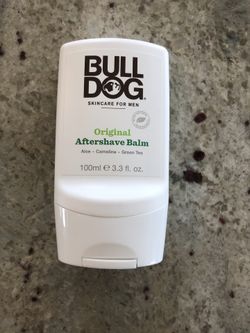 BULL
DOG®
SKINCARE FOR MEN
Original
Aftershave Balm
Aloe - Camelina - Green Tea
100ml ℮ 3.3 fl. oz.